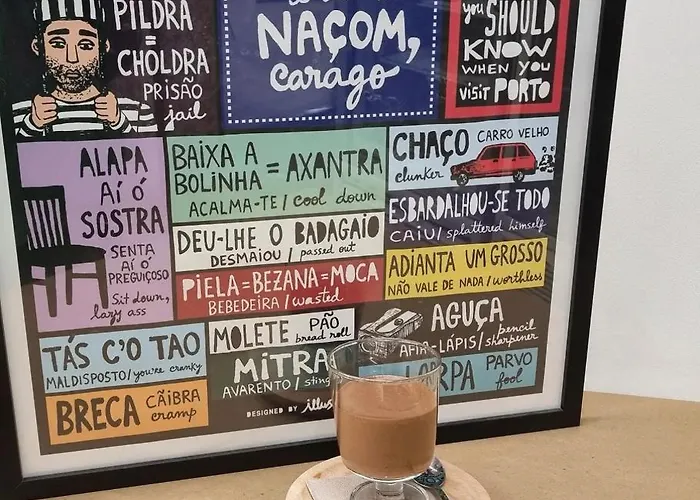 PILDRA
=
CHÓLDRA
PRISÃO
jail
NAÇOM,
carago
you SHOULD
KNOW
WHEN YOU
VISIT PORTO
ALAPA
AÍ Ó
SOSTRA
SENTA
AÍ Ó
PREGUIÇOSO
Sit down,
lazy ass
BAIXA A
BOLINHA = AXANTRA
ACALMA-TE / cool down
CHAÇO CARRO VELHO
clunker
DEU-LHE O BADAGAIO
DESMAIOU / passed out
ESBARDALHOU-SE TODO
CAIU / splattered himself
PIELA = BEZANA = MOCA
BEBEDEIRA / wasted
ADIANTA UM GROSSO
NÃO VALE DE NADA / worthless
TÁS C'O TAO
MALDISPOSTO / you're cranky
MOLETE PÃO
bread roll
AGUÇA
AFIA-LÁPIS / pencil
sharpener
BRECA CÃIBRA
cramp
MITRA
AVARENTO /
PARVO
fool
DESIGNED BY